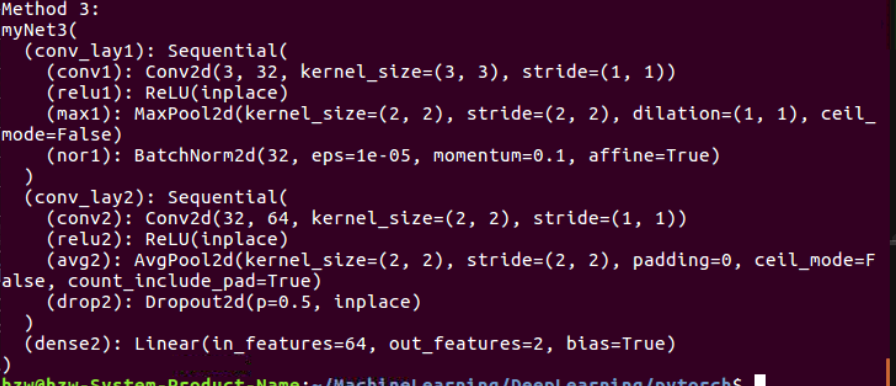 Method 3:
myNet3(
  (conv_lay1): Sequential(
    (conv1): Conv2d(3, 32, kernel_size=(3, 3), stride=(1, 1))
    (relu1): ReLU(inplace)
    (max1): MaxPool2d(kernel_size=(2, 2), stride=(2, 2), dilation=(1, 1), ceil_
mode=False)
    (nor1): BatchNorm2d(32, eps=1e-05, momentum=0.1, affine=True)
  )
  (conv_lay2): Sequential(
    (conv2): Conv2d(32, 64, kernel_size=(2, 2), stride=(1, 1))
    (relu2): ReLU(inplace)
    (avg2): AvgPool2d(kernel_size=(2, 2), stride=(2, 2), padding=0, ceil_mode=F
alse, count_include_pad=True)
    (drop2): Dropout2d(p=0.5, inplace)
  )
  (dense2): Linear(in_features=64, out_features=2, bias=True)
)
hzw@hzw-System-Product-Name:~/MachineLearning/DeepLearning/pytorch$